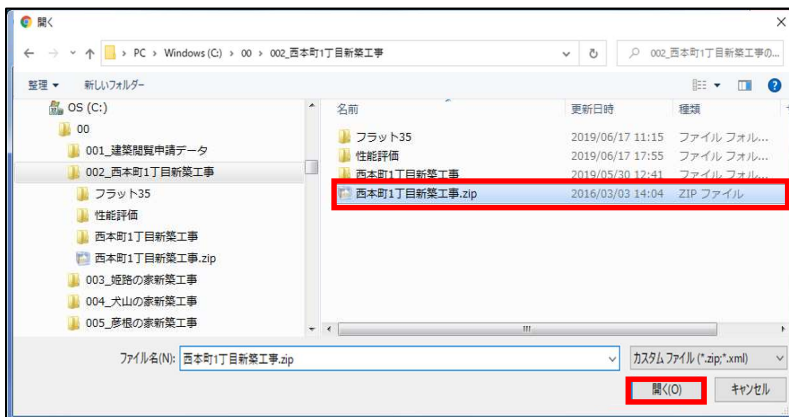 開く
PC › Windows (C:) › 00 › 002_西本町1丁目新築工事
002_西本町1丁目新築工事の...
整理
新しいフォルダー
OS (C:)
00
001_建築閲覧申請データ
002_西本町1丁目新築工事
フラット35
性能評価
西本町1丁目新築工事
西本町1丁目新築工事.zip
003_姫路の家新築工事
004_犬山の家新築工事
005_彦根の家新築工事
名前 更新日時 種類
フラット35 2019/06/17 11:15 ファイル フォル...
性能評価 2019/06/17 17:55 ファイル フォル...
西本町1丁目新築工事 2019/05/30 12:41 ファイル フォル...
西本町1丁目新築工事.zip 2016/03/03 14:04 ZIP ファイル
ファイル名(N): 西本町1丁目新築工事.zip
カスタム ファイル (*.zip;*.xml)
開く(O) キャンセル